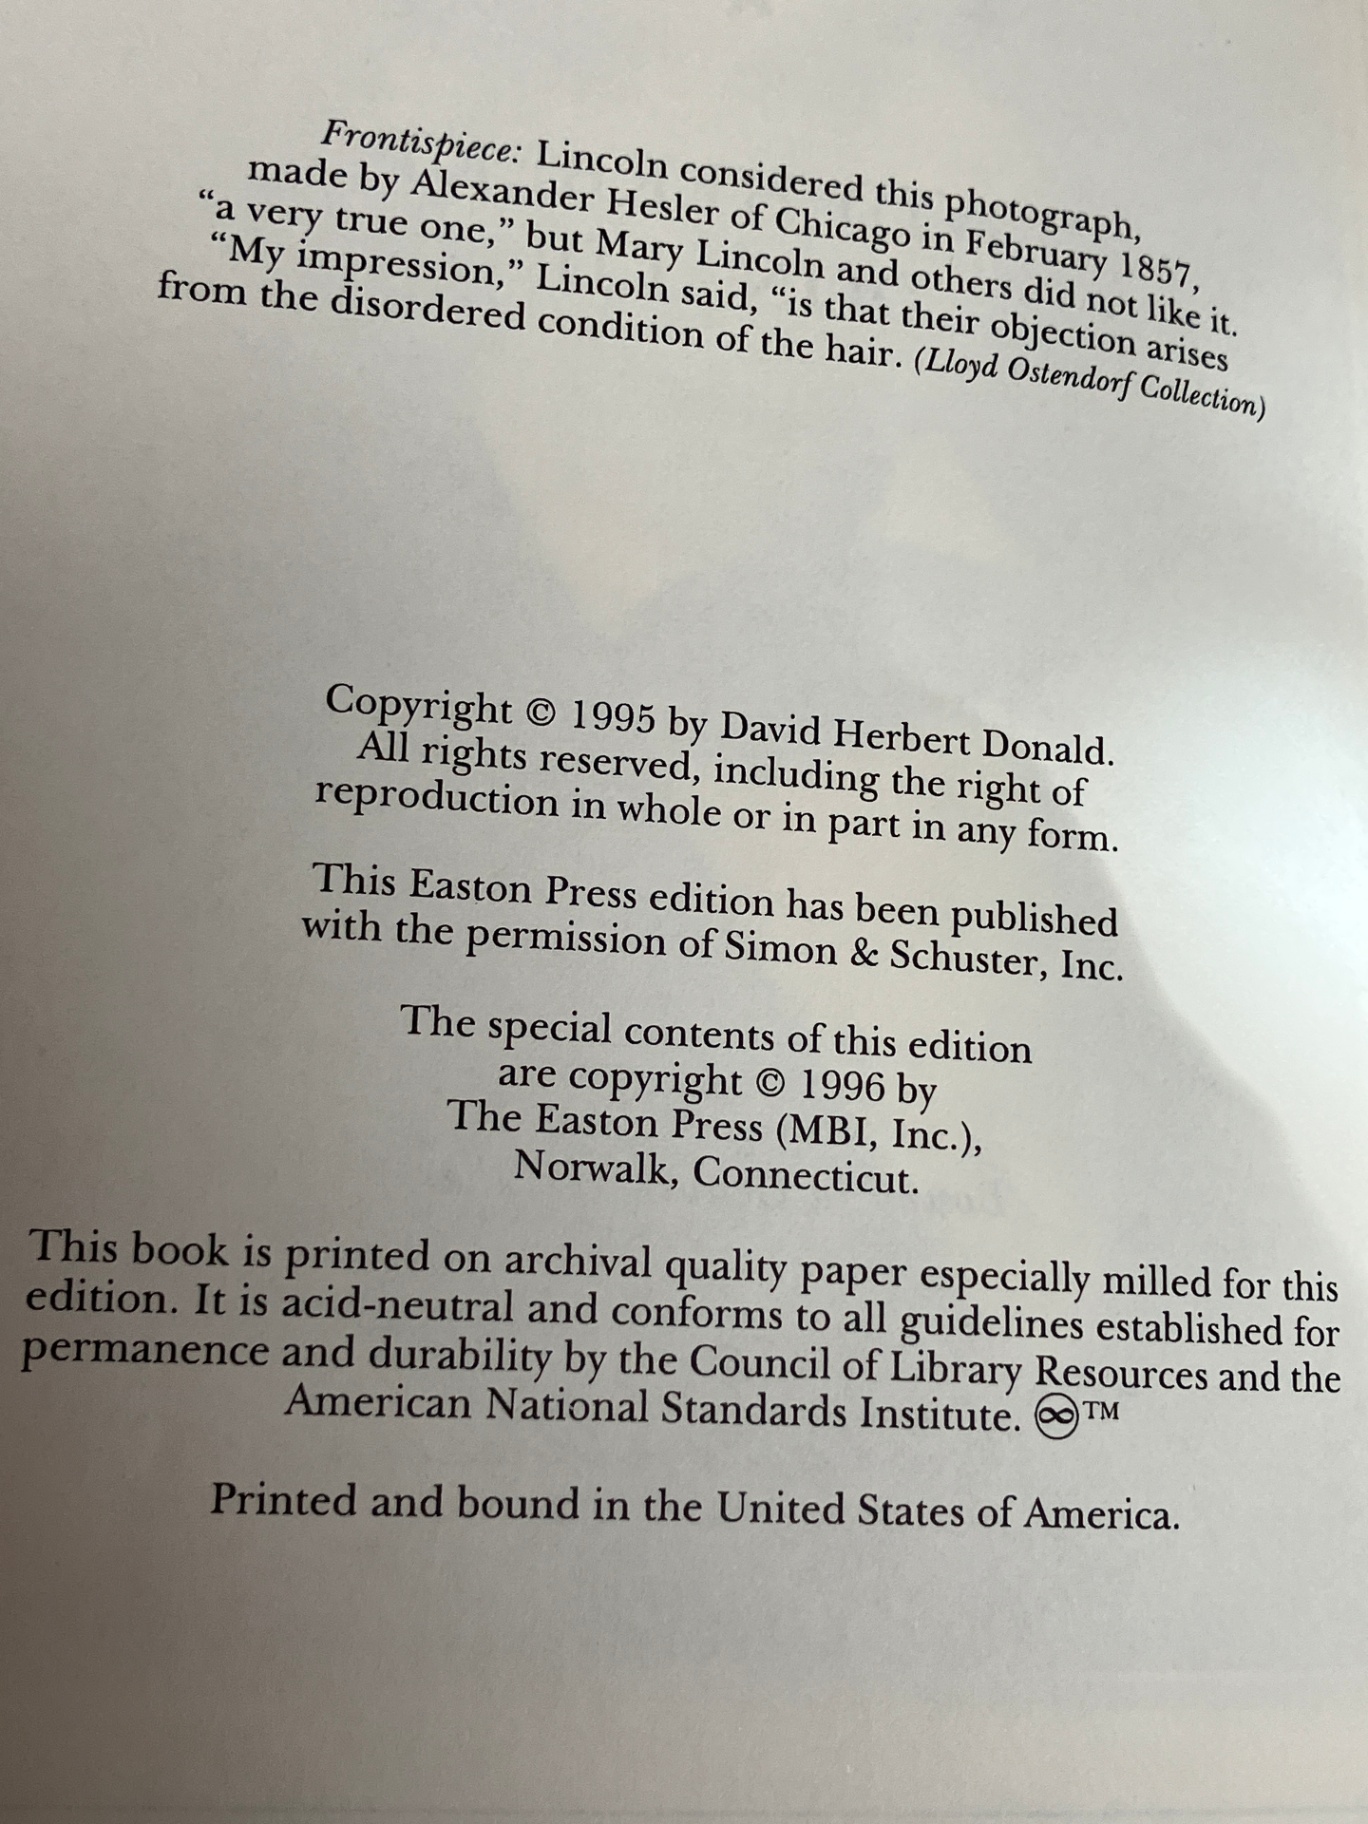 Frontispiece: Lincoln considered this photograph,
made by Alexander Hesler of Chicago in February 1857,
“a very true one,” but Mary Lincoln and others did not like it.
“My impression,” Lincoln said, “is that their objection arises
from the disordered condition of the hair. (Lloyd Ostendorf Collection)
Copyright © 1995 by David Herbert Donald.
All rights reserved, including the right of
reproduction in whole or in part in any form.
This Easton Press edition has been published
with the permission of Simon & Schuster, Inc.
The special contents of this edition
are copyright © 1996 by
The Easton Press (MBI, Inc.),
Norwalk, Connecticut.
This book is printed on archival quality paper especially milled for this
edition. It is acid-neutral and conforms to all guidelines established for
permanence and durability by the Council of Library Resources and the
American National Standards Institute. ♾™
Printed and bound in the United States of America.